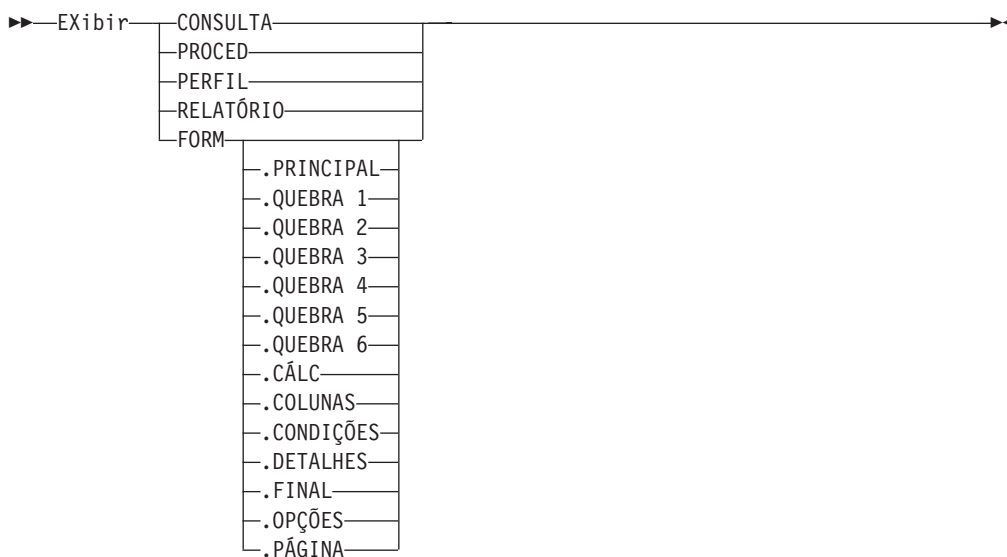 EXibir CONSULTA
PROCED
PERFIL
RELATÓRIO
FORM
.PRINCIPAL
.QUEBRA 1
.QUEBRA 2
.QUEBRA 3
.QUEBRA 4
.QUEBRA 5
.QUEBRA 6
.CÁLC
.COLUNAS
.CONDIÇÕES
.DETALHES
.FINAL
.OPÇÕES
.PÁGINA